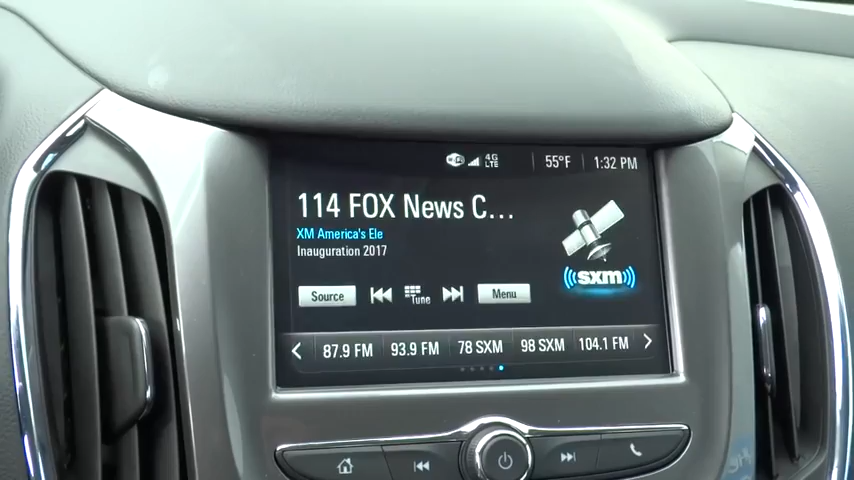 4G LTE 55°F 1:32 PM
114 FOX News C...
XM America's Ele
Inauguration 2017
sxm
Source Tune Menu
87.9 FM 93.9 FM 78 SXM 98 SXM 104.1 FM